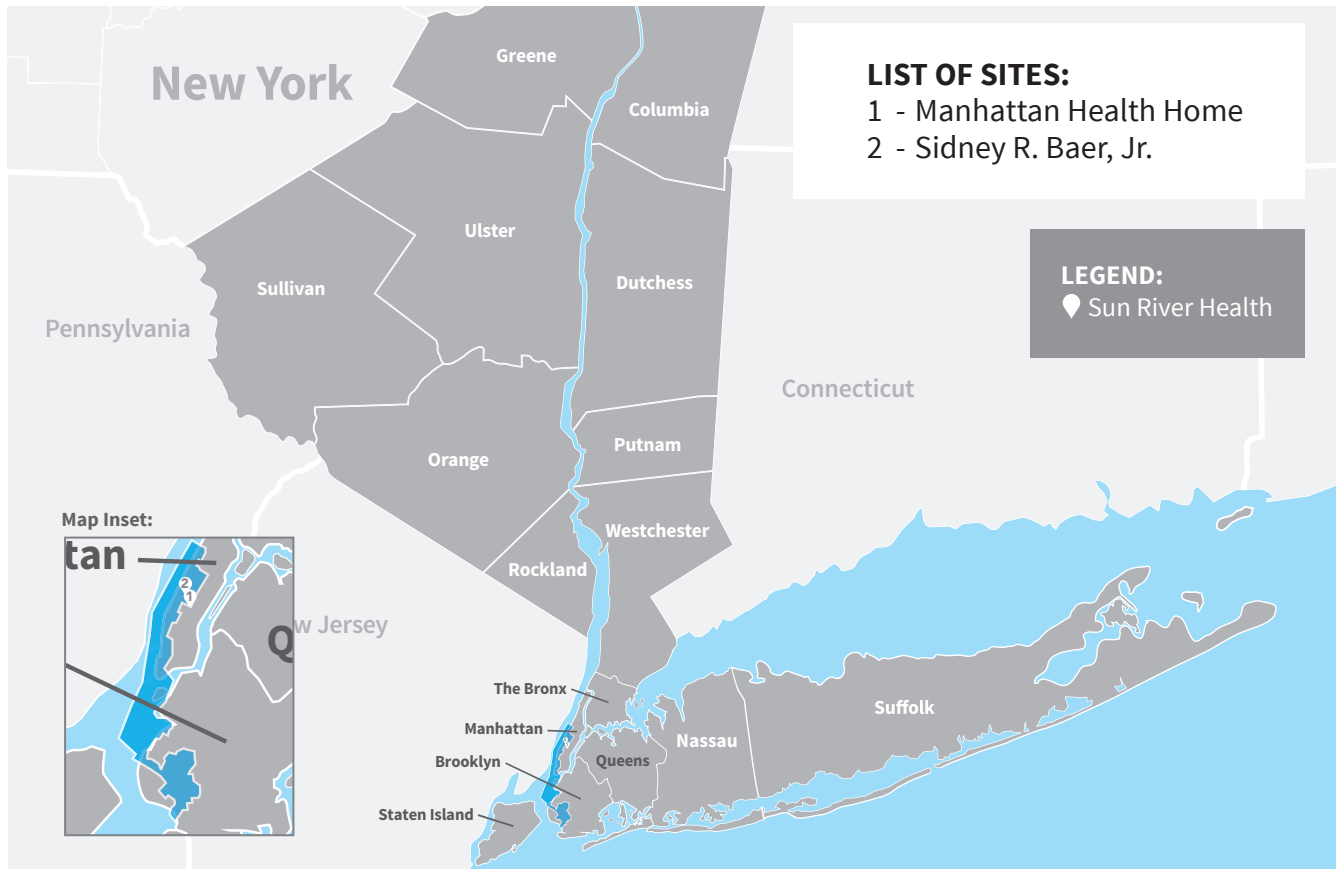 New York
Greene
Columbia
LIST OF SITES:
1 - Manhattan Health Home
2 - Sidney R. Baer, Jr.
Ulster
Sullivan
Dutchess
LEGEND:
Sun River Health
Pennsylvania
Connecticut
Putnam
Orange
Westchester
Rockland
Map Inset:
tan
2
1
Q
w Jersey
The Bronx
Manhattan
Brooklyn
Queens
Nassau
Suffolk
Staten Island